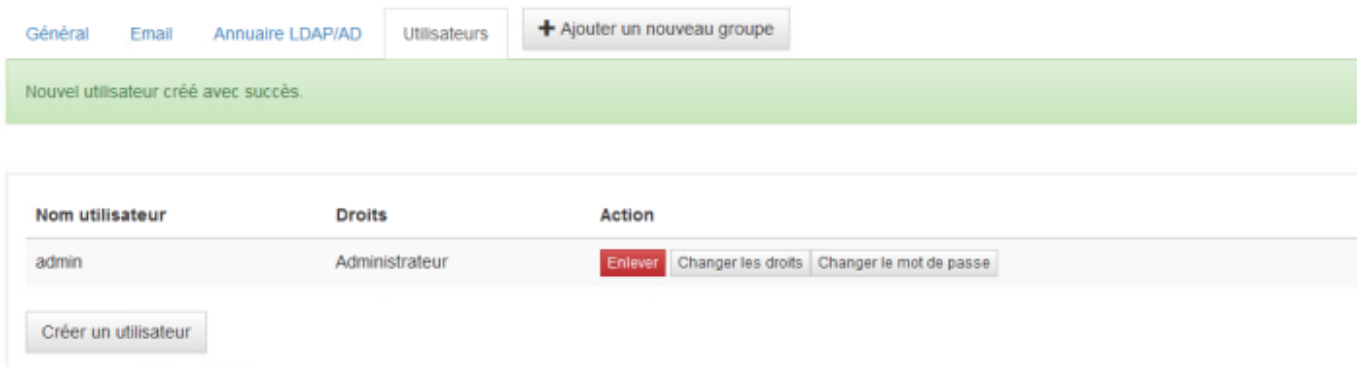 Général Email Annuaire LDAP/AD Utilisateurs + Ajouter un nouveau groupe
Nouvel utilisateur créé avec succès.
Nom utilisateur Droits Action
admin Administrateur Enlever Changer les droits Changer le mot de passe
Créer un utilisateur